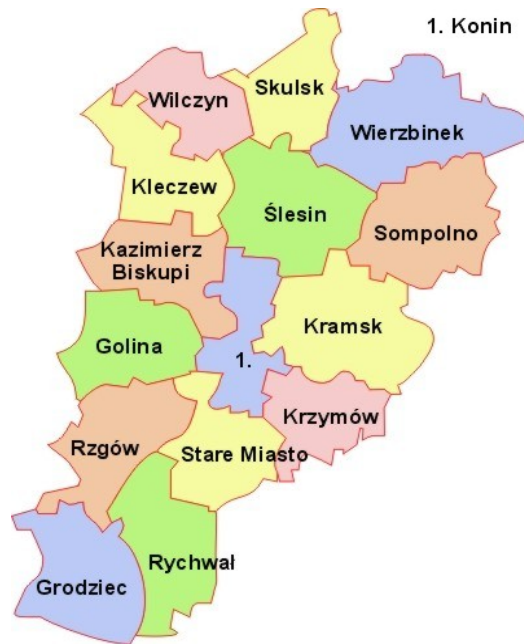 1. Konin
Skulsk
Wilczyn
Wierzbinek
Kleczew
Ślesin
Sompolno
Kazimierz
Biskupi
Kramsk
Golina
1.
Krzymów
Rzgów
Stare Miasto
Rychwał
Grodziec